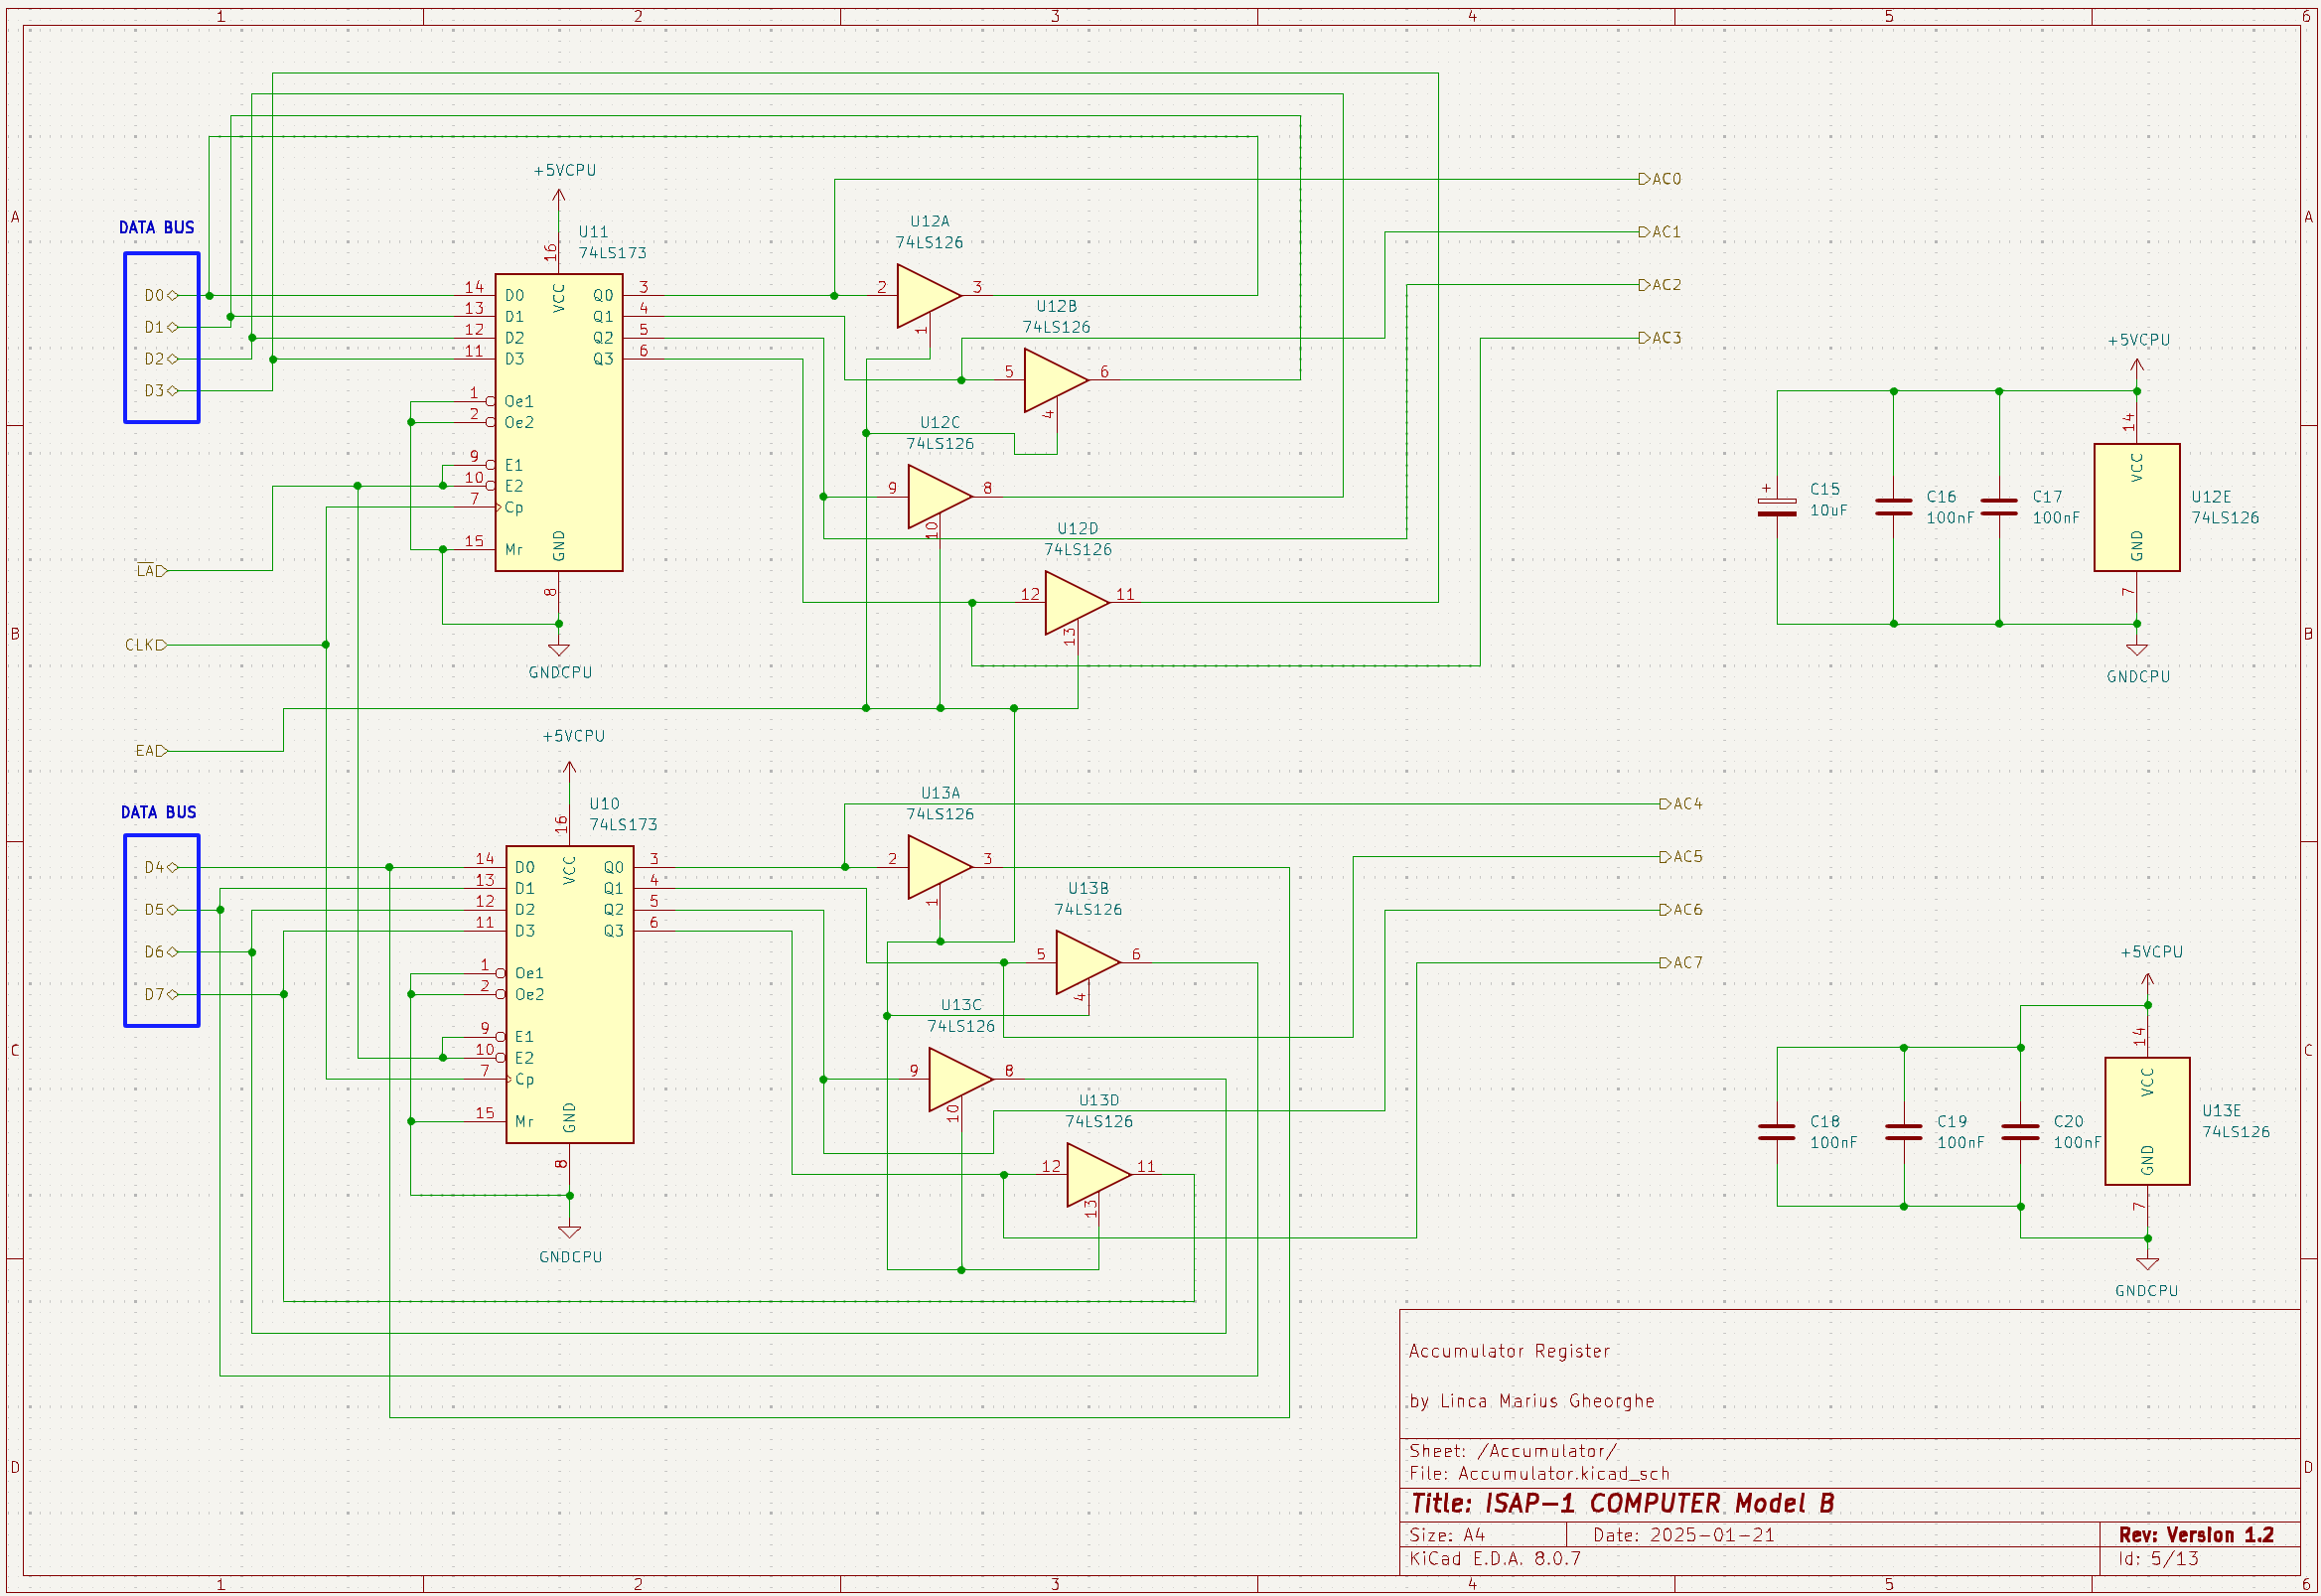 1 2 3 4 5 6
A
A
B
B
C
C
D
D
DATA BUS
D0
D1
D2
D3
L̅A̅
CLK
EA
+5VCPU
U11
74LS173
16
VCC
14 D0 Q0 3
13 D1 Q1 4
12 D2 Q2 5
11 D3 Q3 6
1 Oe1
2 Oe2
9 E1
10 E2
7 Cp
15 Mr
GND
8
GNDCPU
U12A
74LS126
2 3
1
U12B
74LS126
5 6
4
U12C
74LS126
9 8
10
U12D
74LS126
12 11
13
AC0
AC1
AC2
AC3
+5VCPU
14
VCC
GND
7
U12E
74LS126
C15
10uF
+
C16
100nF
C17
100nF
GNDCPU
DATA BUS
D4
D5
D6
D7
+5VCPU
U10
74LS173
16
VCC
14 D0 Q0 3
13 D1 Q1 4
12 D2 Q2 5
11 D3 Q3 6
1 Oe1
2 Oe2
9 E1
10 E2
7 Cp
15 Mr
GND
8
GNDCPU
U13A
74LS126
2 3
1
U13B
74LS126
5 6
4
U13C
74LS126
9 8
10
U13D
74LS126
12 11
13
AC4
AC5
AC6
AC7
+5VCPU
14
VCC
GND
7
U13E
74LS126
C18
100nF
C19
100nF
C20
100nF
GNDCPU
Accumulator Register
by Linca Marius Gheorghe
Sheet: /Accumulator/
File: Accumulator.kicad_sch
Title: ISAP-1 COMPUTER Model B
Size: A4 Date: 2025-01-21 Rev: Version 1.2
KiCad E.D.A. 8.0.7 Id: 5/13
1 2 3 4 5 6